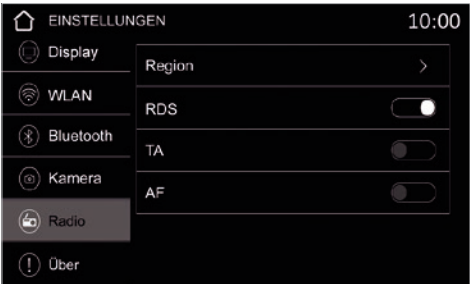 EINSTELLUNGEN 10:00
Display
WLAN
Bluetooth
Kamera
Radio
Über
Region
RDS
TA
AF